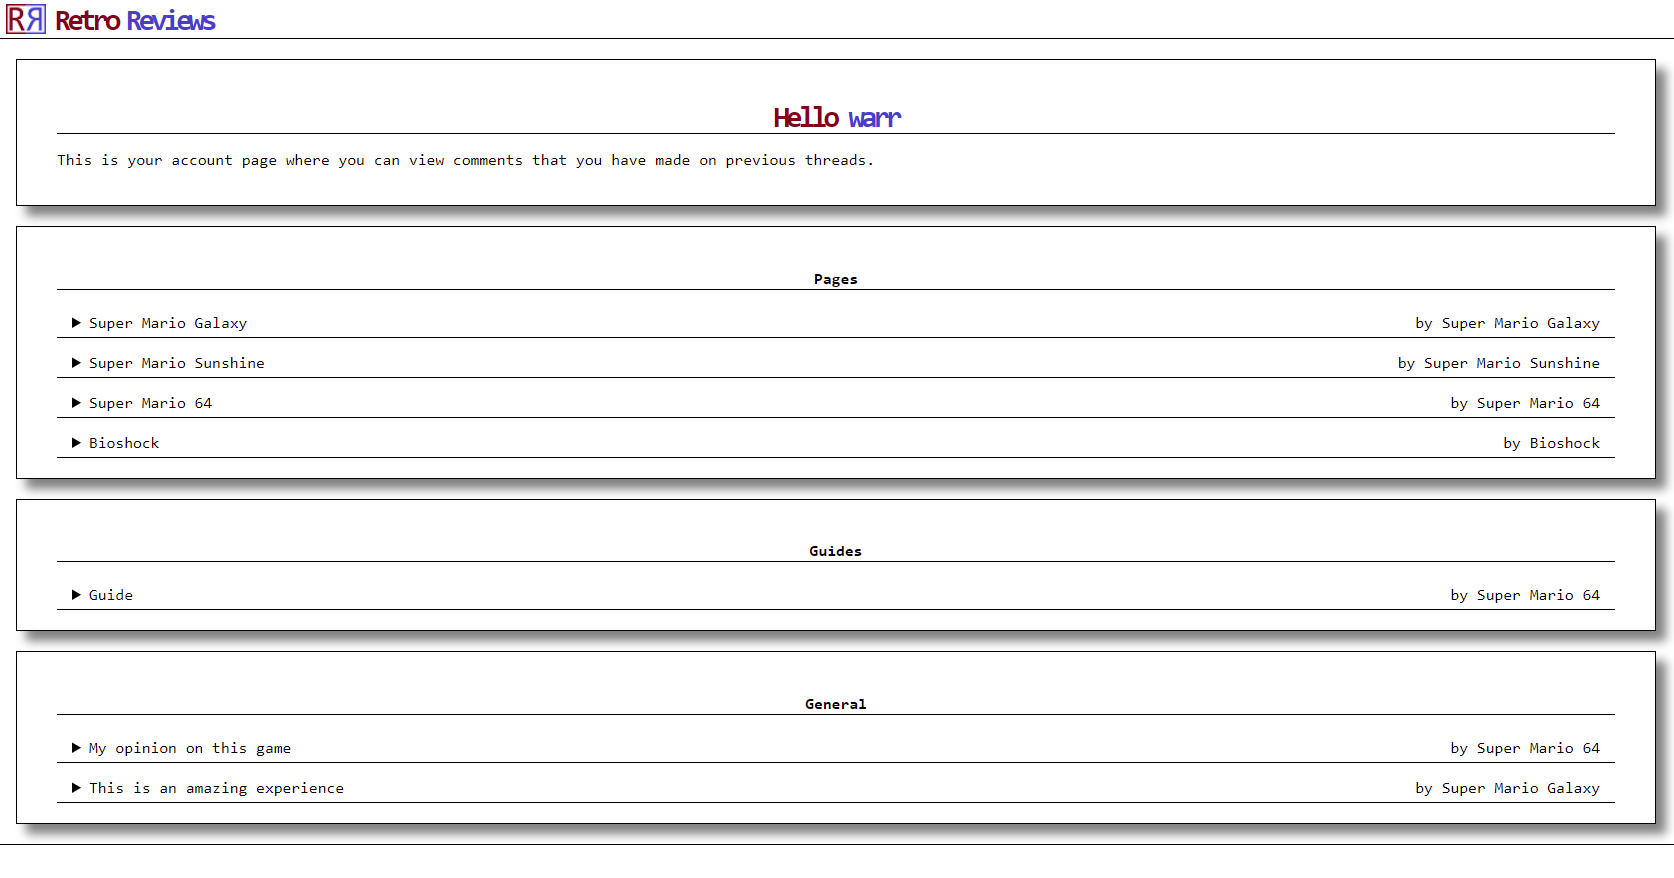 RЯ Retro Reviews
Hello warr
This is your account page where you can view comments that you have made on previous threads.
Pages
▶ Super Mario Galaxy by Super Mario Galaxy
▶ Super Mario Sunshine by Super Mario Sunshine
▶ Super Mario 64 by Super Mario 64
▶ Bioshock by Bioshock
Guides
▶ Guide by Super Mario 64
General
▶ My opinion on this game by Super Mario 64
▶ This is an amazing experience by Super Mario Galaxy